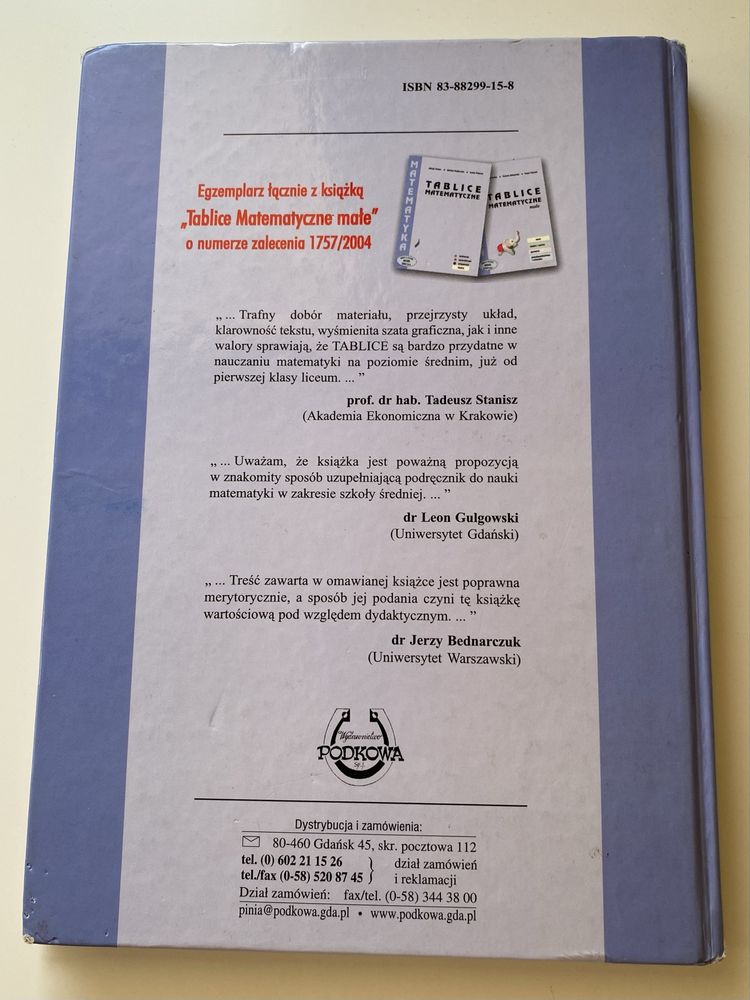 ISBN 83-88299-15-8
Egzemplarz łącznie z książką
„Tablice Matematyczne małe”
o numerze zalecenia 1757/2004
MATEMATYKA
TABLICE
MATEMATYCZNE
TABLICE
MATEMATYCZNE
małe
„ ... Trafny dobór materiału, przejrzysty układ,
klarowność tekstu, wyśmienita szata graficzna, jak i inne
walory sprawiają, że TABLICE są bardzo przydatne w
nauczaniu matematyki na poziomie średnim, już od
pierwszej klasy liceum. ... ”
prof. dr hab. Tadeusz Stanisz
(Akademia Ekonomiczna w Krakowie)
„ ... Uważam, że książka jest poważną propozycją
w znakomity sposób uzupełniającą podręcznik do nauki
matematyki w zakresie szkoły średniej. ... ”
dr Leon Gulgowski
(Uniwersytet Gdański)
„ ... Treść zawarta w omawianej książce jest poprawna
merytorycznie, a sposób jej podania czyni tę książkę
wartościową pod względem dydaktycznym. ... ”
dr Jerzy Bednarczuk
(Uniwersytet Warszawski)
Wydawnictwo
PODKOWA
Sp.J.
Dystrybucja i zamówienia:
80-460 Gdańsk 45, skr. pocztowa 112
tel. (0) 602 21 15 26 dział zamówień
tel./fax (0-58) 520 87 45 i reklamacji
Dział zamówień: fax/tel. (0-58) 344 38 00
pinia@podkowa.gda.pl • www.podkowa.gda.pl